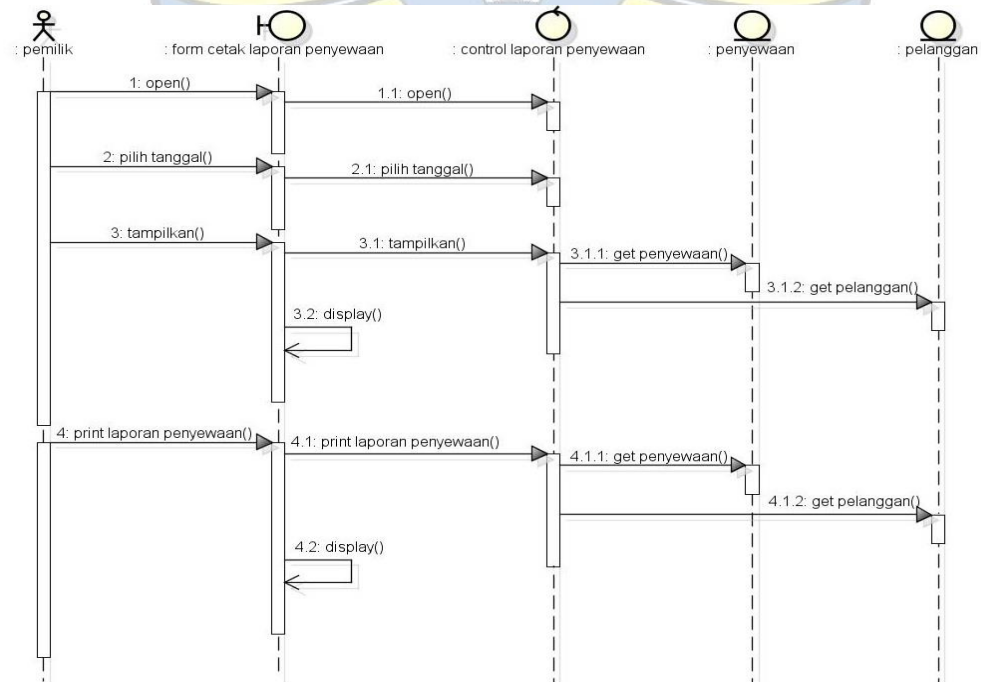 : pemilik
: form cetak laporan penyewaan
: control laporan penyewaan
: penyewaan
: pelanggan
1: open()
1.1: open()
2: pilih tanggal()
2.1: pilih tanggal()
3: tampilkan()
3.1: tampilkan()
3.1.1: get penyewaan()
3.1.2: get pelanggan()
3.2: display()
4: print laporan penyewaan()
4.1: print laporan penyewaan()
4.1.1: get penyewaan()
4.1.2: get pelanggan()
4.2: display()